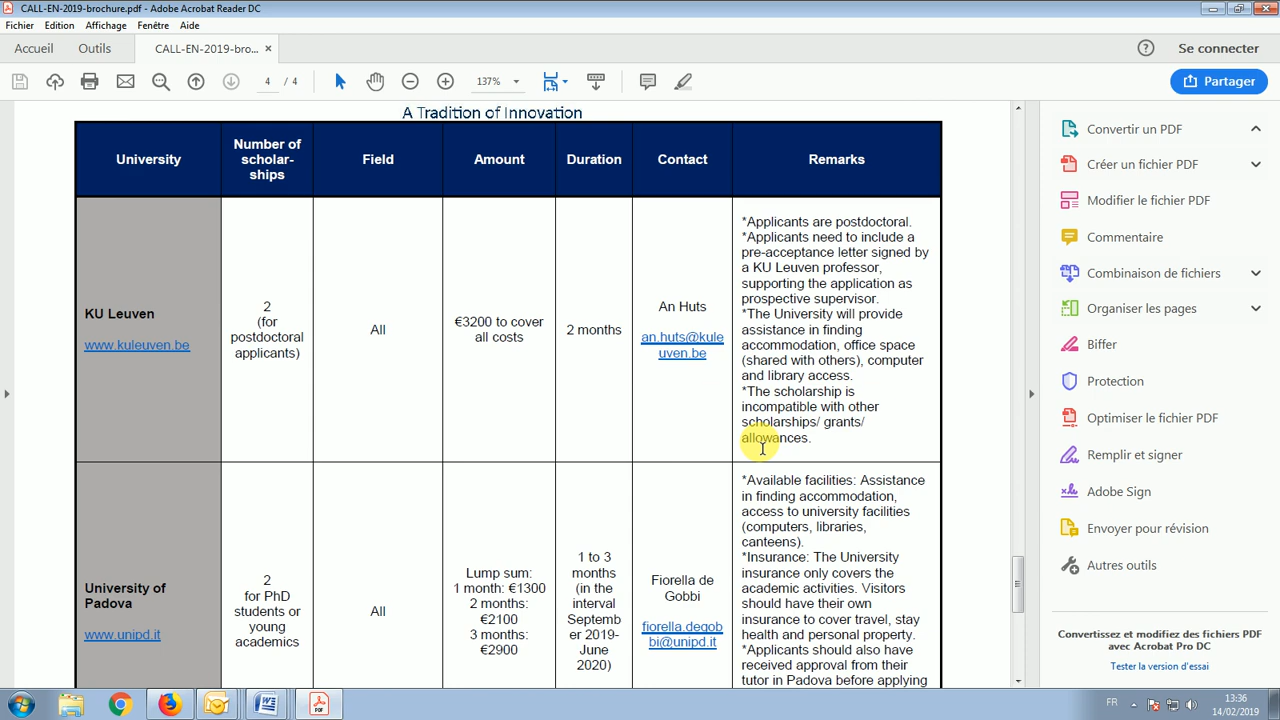 CALL-EN-2019-brochure.pdf - Adobe Acrobat Reader DC
Fichier Edition Affichage Fenêtre Aide
Accueil Outils CALL-EN-2019-bro... × Se connecter
4 / 4 137% Partager
A Tradition of Innovation
University
Number of
scholar-
ships
Field
Amount
Duration
Contact
Remarks
KU Leuven
www.kuleuven.be
2
(for
postdoctoral
applicants)
All
€3200 to cover
all costs
2 months
An Huts
an.huts@kule
uven.be
*Applicants are postdoctoral.
*Applicants need to include a
pre-acceptance letter signed by
a KU Leuven professor,
supporting the application as
prospective supervisor.
*The University will provide
assistance in finding
accommodation, office space
(shared with others), computer
and library access.
*The scholarship is
incompatible with other
scholarships/ grants/
allowances.
University of
Padova
www.unipd.it
2
for PhD
students or
young
academics
All
Lump sum:
1 month: €1300
2 months:
€2100
3 months:
€2900
1 to 3
months
(in the
interval
Septemb
er 2019-
June
2020)
Fiorella de
Gobbi
fiorella.degob
bi@unipd.it
*Available facilities: Assistance
in finding accommodation,
access to university facilities
(computers, libraries,
canteens).
*Insurance: The University
insurance only covers the
academic activities. Visitors
should have their own
insurance to cover travel, stay
health and personal property.
*Applicants should also have
received approval from their
tutor in Padova before applying
Convertir un PDF
Créer un fichier PDF
Modifier le fichier PDF
Commentaire
Combinaison de fichiers
Organiser les pages
Biffer
Protection
Optimiser le fichier PDF
Remplir et signer
Adobe Sign
Envoyer pour révision
Autres outils
Convertissez et modifiez des fichiers PDF
avec Acrobat Pro DC
Tester la version d'essai
FR
13:36
14/02/2019